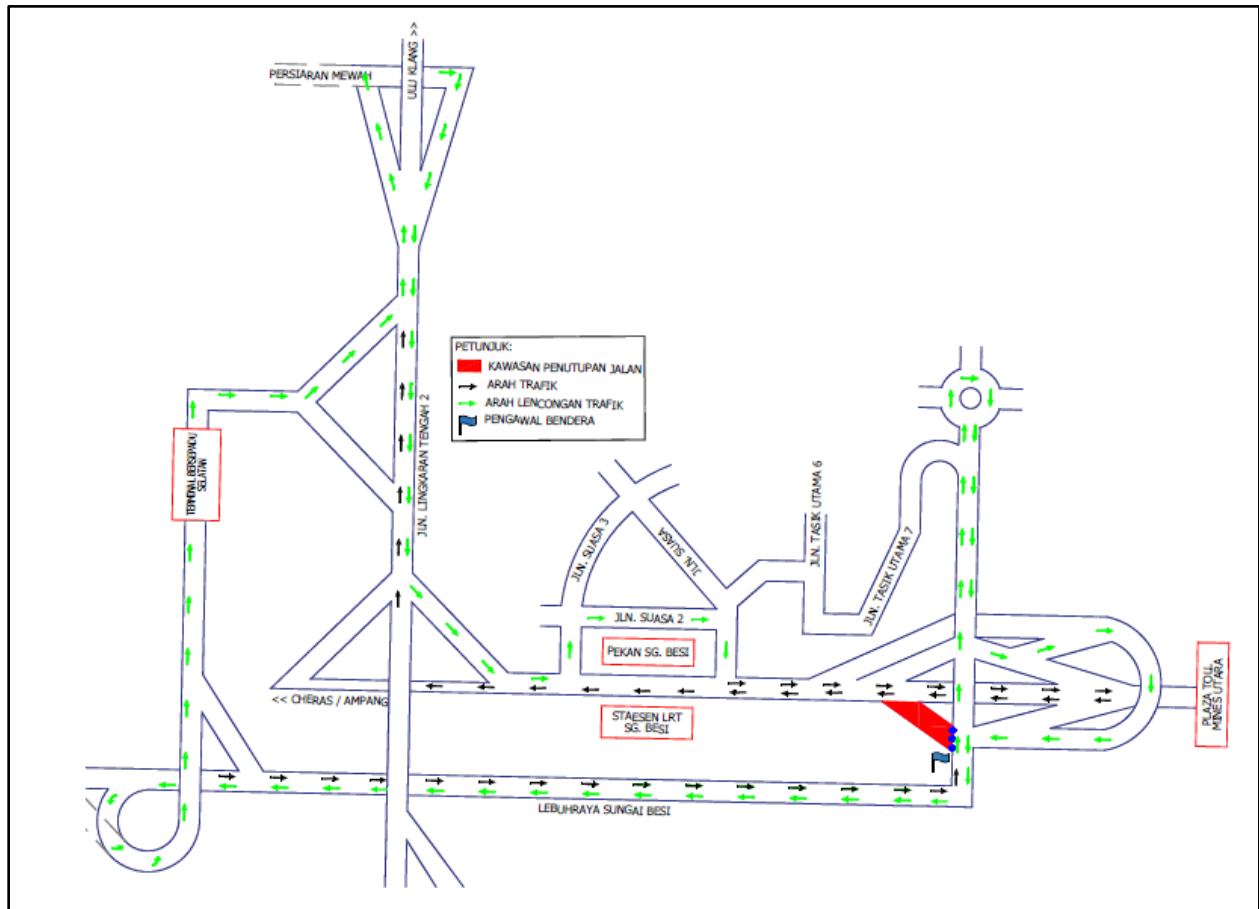 ULU KLANG >>
PERSIARAN MEWAH
PETUNJUK:
KAWASAN PENUTUPAN JALAN
ARAH TRAFIK
ARAH LENCONGAN TRAFIK
PENGAWAL BENDERA
JLN. LINGKARAN TENGAH 2
TERMINAL BERSEPADU
SELATAN
JLN. SUASA 3
JLN. SUASA
JLN. TASIK UTAMA 6
JLN. TASIK UTAMA 7
JLN. SUASA 2
PEKAN SG. BESI
<< CHERAS / AMPANG
STAESEN LRT
SG. BESI
PLAZA TOLL
MINES UTARA
LEBUHRAYA SUNGAI BESI